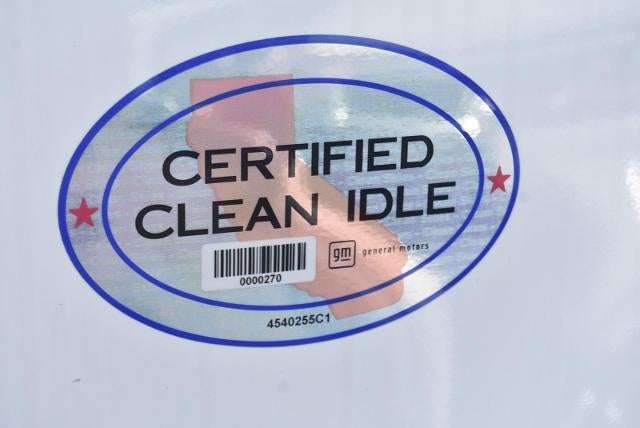 CERTIFIED
CLEAN IDLE
0000270
gm general motors
4540255C1